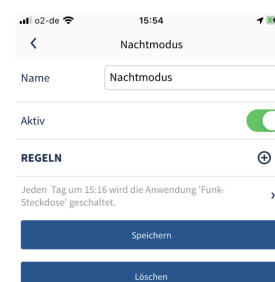 o2-de 15:54
Nachtmodus
Name Nachtmodus
Aktiv
REGELN
Jeden Tag um 15:16 wird die Anwendung 'Funk-
Steckdose' geschaltet.
Speichern
Löschen